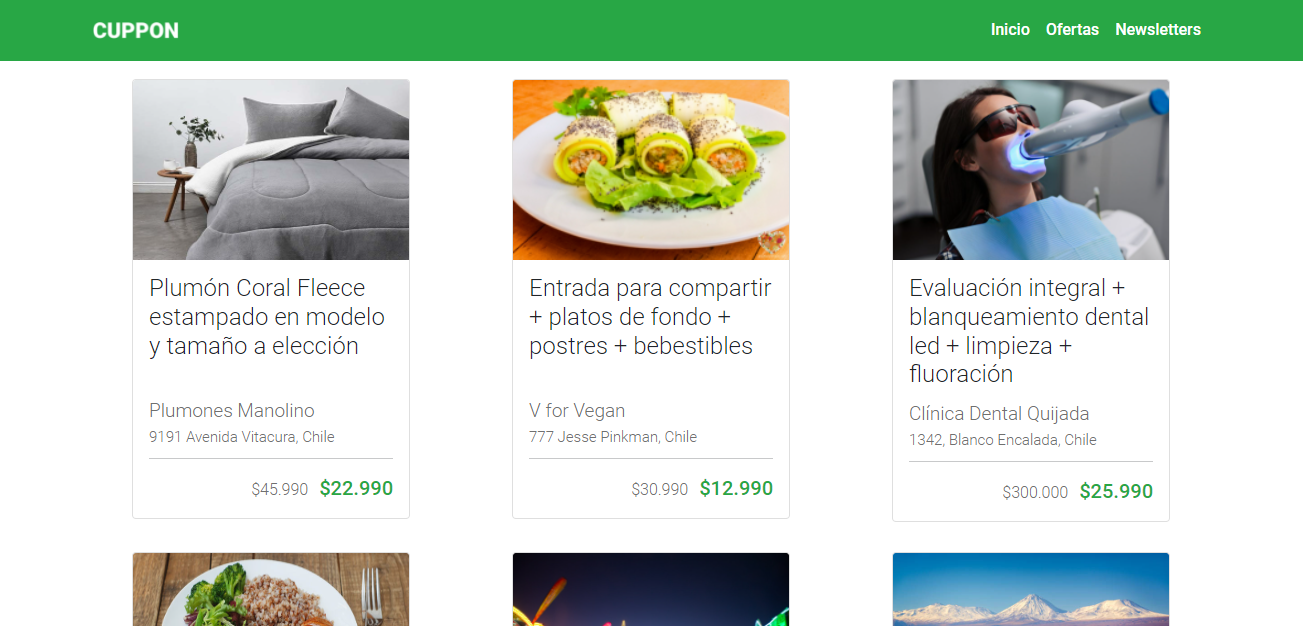 CUPPON
Inicio Ofertas Newsletters
Plumón Coral Fleece
estampado en modelo
y tamaño a elección
Plumones Manolino
9191 Avenida Vitacura, Chile
$45.990 $22.990
Entrada para compartir
+ platos de fondo +
postres + bebestibles
V for Vegan
777 Jesse Pinkman, Chile
$30.990 $12.990
Evaluación integral +
blanqueamiento dental
led + limpieza +
fluoración
Clínica Dental Quijada
1342, Blanco Encalada, Chile
$300.000 $25.990